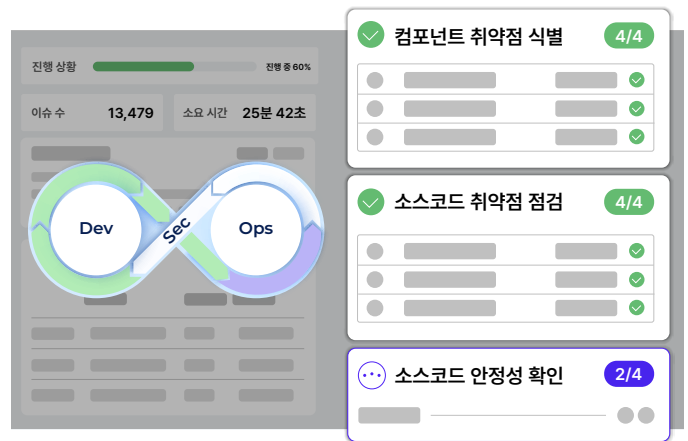 진행 상황
진행 중 60%
이슈 수 13,479
소요 시간 25분 42초
Dev
Sec
Ops
컴포넌트 취약점 식별 4/4
소스코드 취약점 점검 4/4
소스코드 안정성 확인 2/4